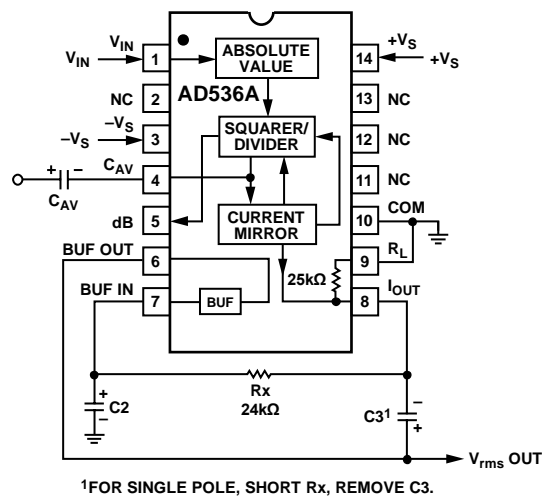 V_IN
V_IN
1
ABSOLUTE
VALUE
14
+V_S
+V_S
NC
2
AD536A
13
NC
−V_S
−V_S
3
SQUARER/
DIVIDER
12
NC
+ −
C_AV
C_AV
4
11
NC
dB
5
CURRENT
MIRROR
10
COM
BUF OUT
6
25kΩ
9
R_L
BUF IN
7
BUF
8
I_OUT
Rx
24kΩ
+
−
C2
−
+
C3¹
V_rms OUT
¹FOR SINGLE POLE, SHORT Rx, REMOVE C3.